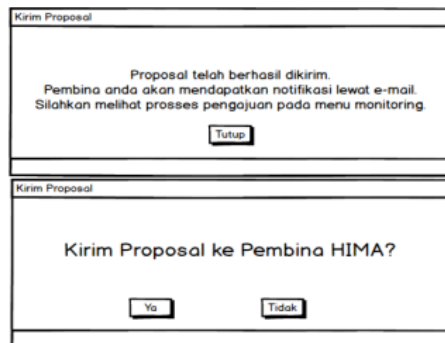 Kirim Proposal
Proposal telah berhasil dikirim.
Pembina anda akan mendapatkan notifikasi lewat e-mail.
Silahkan melihat prosses pengajuan pada menu monitoring.
Tutup
Kirim Proposal
Kirim Proposal ke Pembina HIMA?
Ya Tidak